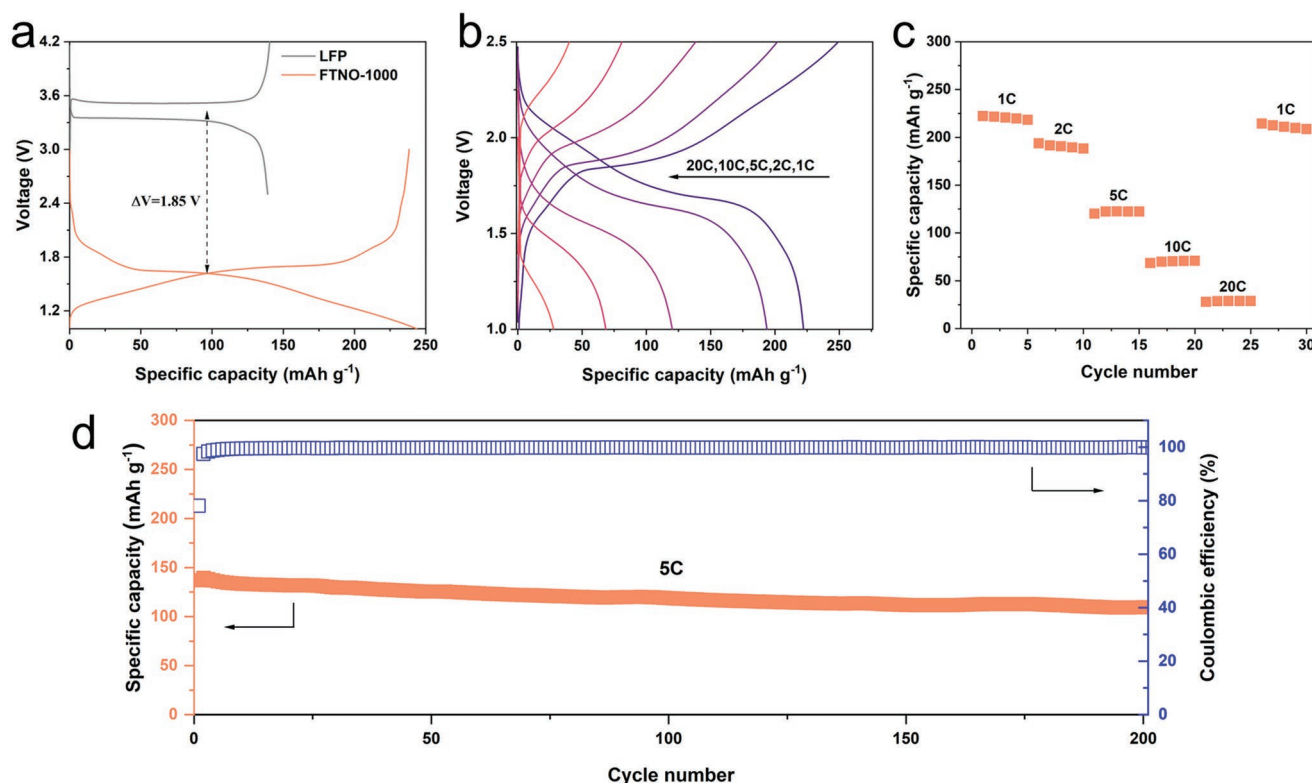 a
4.2
3.6
3.0
2.4
1.8
1.2
Voltage (V)
LFP
FTNO-1000
ΔV=1.85 V
0 50 100 150 200 250
Specific capacity (mAh g⁻¹)
b
2.5
2.0
1.5
1.0
Voltage (V)
20C,10C,5C,2C,1C
0 50 100 150 200 250
Specific capacity (mAh g⁻¹)
c
300
250
200
150
100
50
0
Specific capacity (mAh g⁻¹)
1C
2C
5C
10C
20C
1C
0 5 10 15 20 25 30
Cycle number
d
300
250
200
150
100
50
0
Specific capacity (mAh g⁻¹)
5C
100
80
60
40
20
0
Coulombic efficiency (%)
0 50 100 150 200
Cycle number